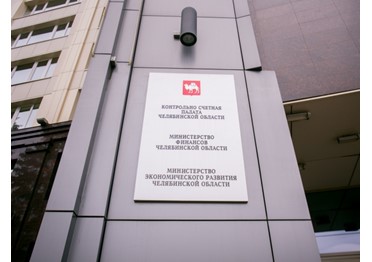 КОНТРОЛЬНО СЧЕТНАЯ
ПАЛАТА
ЧЕЛЯБИНСКОЙ ОБЛАСТИ
МИНИСТЕРСТВО
ФИНАНСОВ
ЧЕЛЯБИНСКОЙ ОБЛАСТИ
МИНИСТЕРСТВО
ЭКОНОМИЧЕСКОГО РАЗВИТИЯ
ЧЕЛЯБИНСКОЙ ОБЛАСТИ